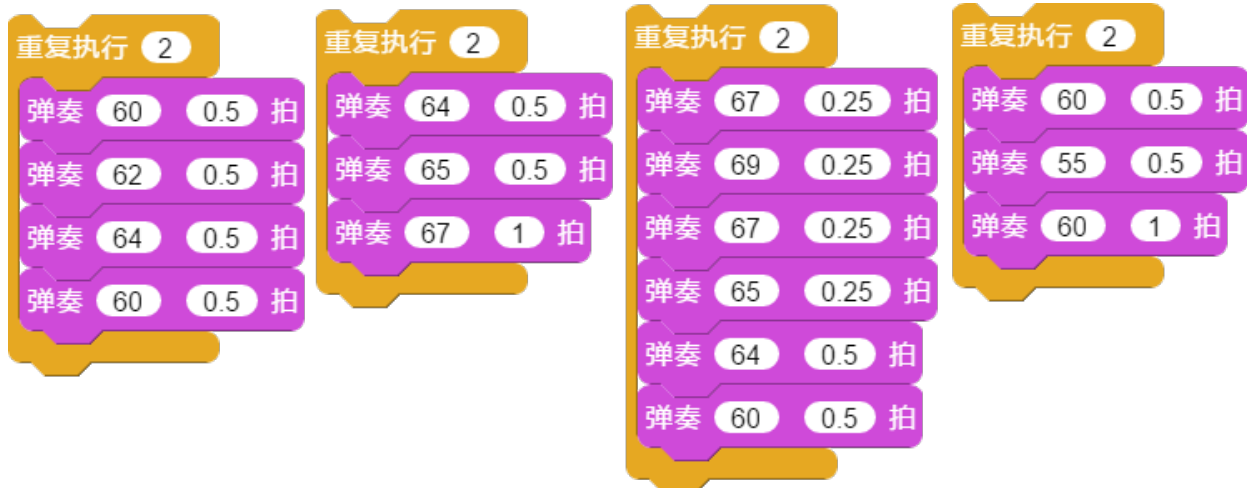 重复执行 2
弹奏 60 0.5 拍
弹奏 62 0.5 拍
弹奏 64 0.5 拍
弹奏 60 0.5 拍
重复执行 2
弹奏 64 0.5 拍
弹奏 65 0.5 拍
弹奏 67 1 拍
重复执行 2
弹奏 67 0.25 拍
弹奏 69 0.25 拍
弹奏 67 0.25 拍
弹奏 65 0.25 拍
弹奏 64 0.5 拍
弹奏 60 0.5 拍
重复执行 2
弹奏 60 0.5 拍
弹奏 55 0.5 拍
弹奏 60 1 拍